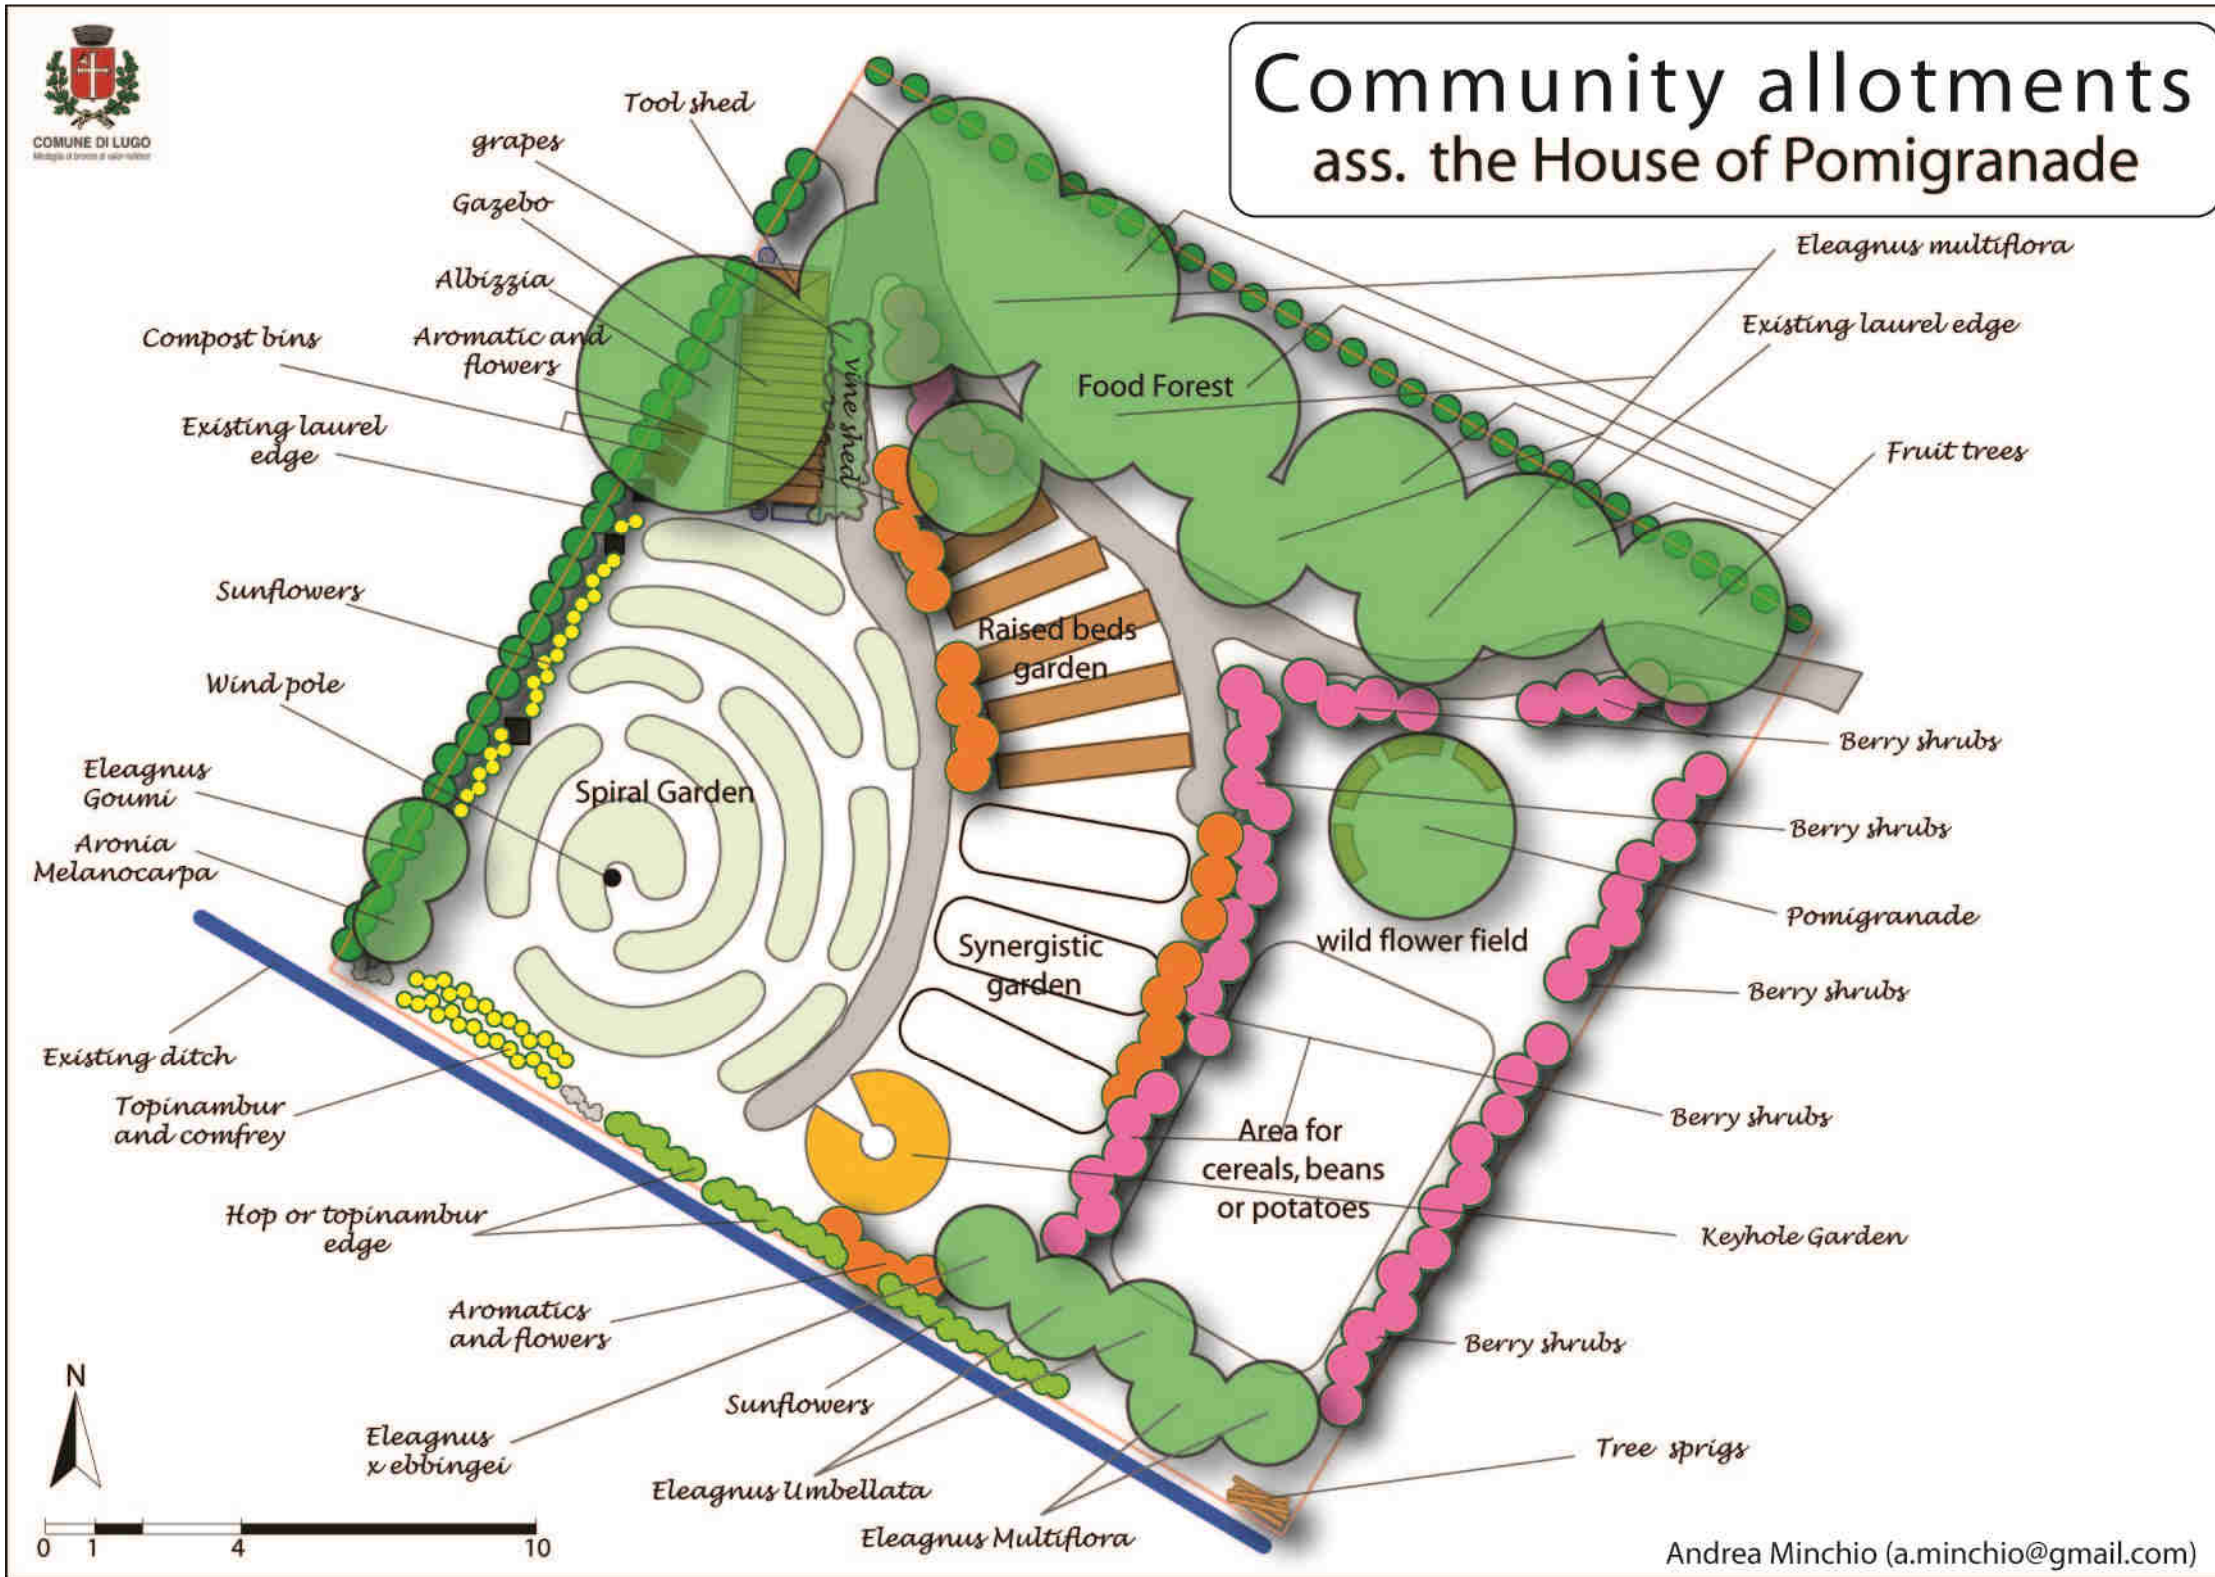 COMUNE DI LUGO
Community allotments
ass. the House of Pomigranade
Tool shed
grapes
Gazebo
Albizzia
Aromatic and
flowers
Compost bins
Existing laurel
edge
Sunflowers
Wind pole
Eleagnus
Goumi
Aronia
Melanocarpa
Existing ditch
Topinambur
and comfrey
Hop or topinambur
edge
Aromatics
and flowers
Eleagnus
x ebbingei
Sunflowers
Eleagnus Umbellata
Eleagnus Multiflora
vine shed
Food Forest
Raised beds
garden
Spiral Garden
Synergistic
garden
wild flower field
Area for
cereals, beans
or potatoes
Eleagnus multiflora
Existing laurel edge
Fruit trees
Berry shrubs
Berry shrubs
Pomigranade
Berry shrubs
Berry shrubs
Keyhole Garden
Berry shrubs
Tree sprigs
N
0 1 4 10
Andrea Minchio (a.minchio@gmail.com)